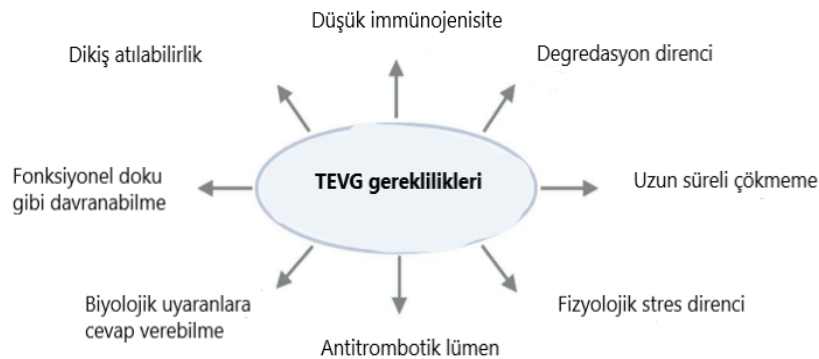 Düşük immünojenisite
Dikiş atılabilirlik
Degredasyon direnci
Fonksiyonel doku
gibi davranabilme
TEVG gereklilikleri
Uzun süreli çökmeme
Biyolojik uyaranlara
cevap verebilme
Fizyolojik stres direnci
Antitrombotik lümen